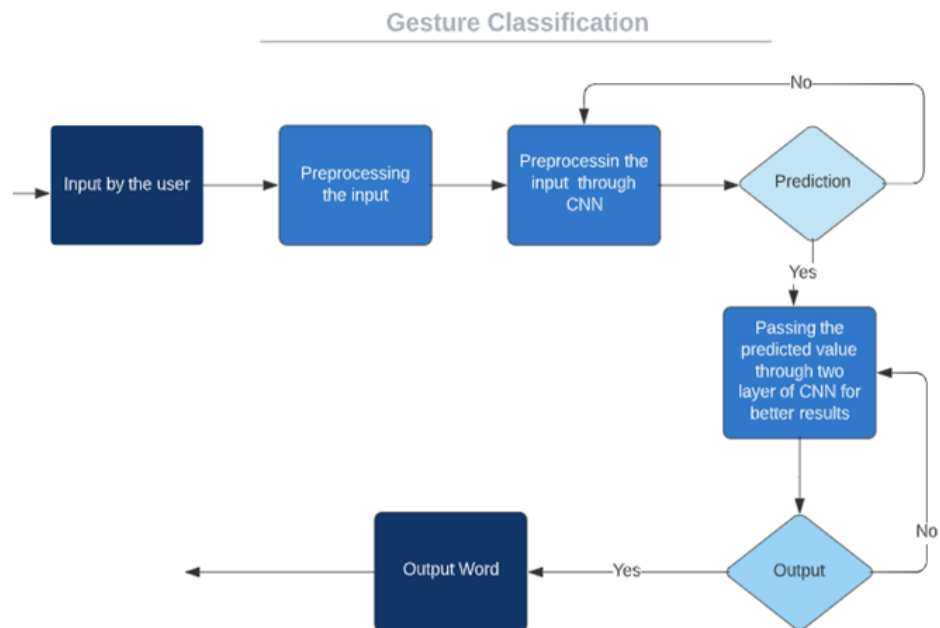 Gesture Classification
No
Input by the user
Preprocessing
the input
Preprocessin the
input through
CNN
Prediction
Yes
Passing the
predicted value
through two
layer of CNN for
better results
No
Output Word
Yes
Output